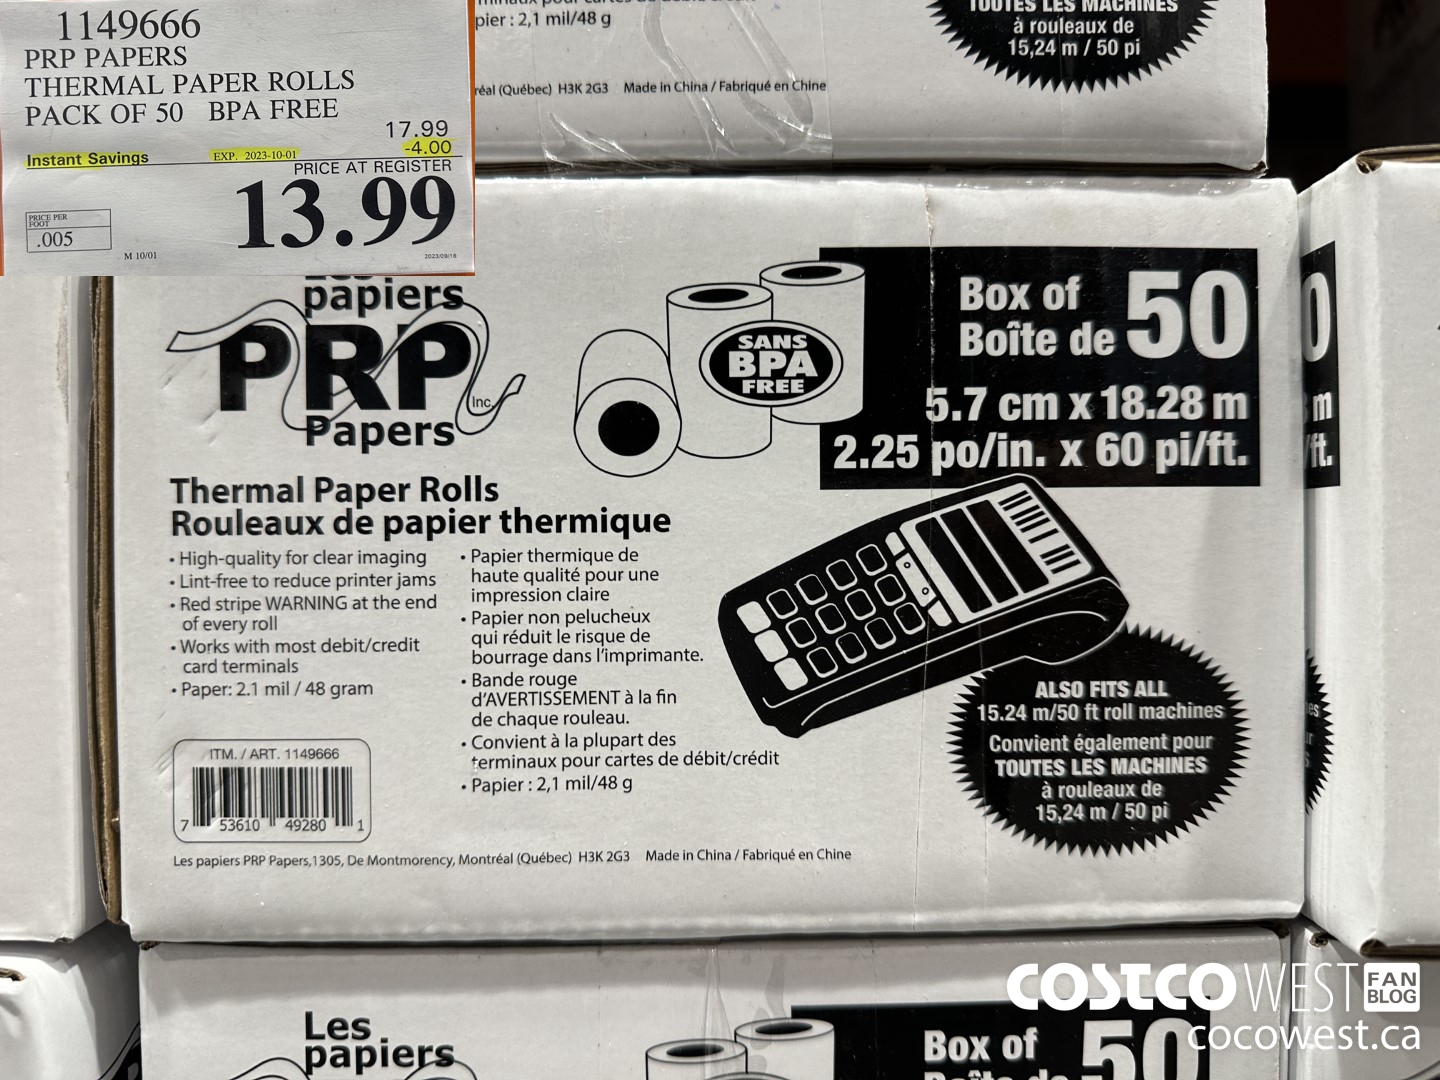 1149666
PRP PAPERS
THERMAL PAPER ROLLS
PACK OF 50 BPA FREE
17.99
Instant Savings EXP. 2023-10-01 -4.00
PRICE AT REGISTER
13.99
PRICE PER
FOOT
.005
M 10/01
2023/09/18
pier : 2,1 mil/48 g
réal (Québec) H3K 2G3 Made in China / Fabriqué en Chine
TOUTES LES MACHINES
à rouleaux de
15,24 m / 50 pi
Les
papiers
PRP
Inc.
Papers
SANS
BPA
FREE
Box of
Boîte de 50
5.7 cm x 18.28 m
2.25 po/in. x 60 pi/ft.
0
m
/ft.
Thermal Paper Rolls
Rouleaux de papier thermique
• High-quality for clear imaging
• Lint-free to reduce printer jams
• Red stripe WARNING at the end
of every roll
• Works with most debit/credit
card terminals
• Paper: 2.1 mil / 48 gram
• Papier thermique de
haute qualité pour une
impression claire
• Papier non pelucheux
qui réduit le risque de
bourrage dans l'imprimante.
• Bande rouge
d'AVERTISSEMENT à la fin
de chaque rouleau.
• Convient à la plupart des
terminaux pour cartes de débit/crédit
• Papier : 2,1 mil/48 g
ALSO FITS ALL
15.24 m/50 ft roll machines
Convient également pour
TOUTES LES MACHINES
à rouleaux de
15,24 m / 50 pi
ITM. / ART. 1149666
7 53610 49280 1
Les papiers PRP Papers,1305, De Montmorency, Montréal (Québec) H3K 2G3 Made in China / Fabriqué en Chine
Les
papiers
Box of
50
COSTCO WEST FAN BLOG
cocowest.ca